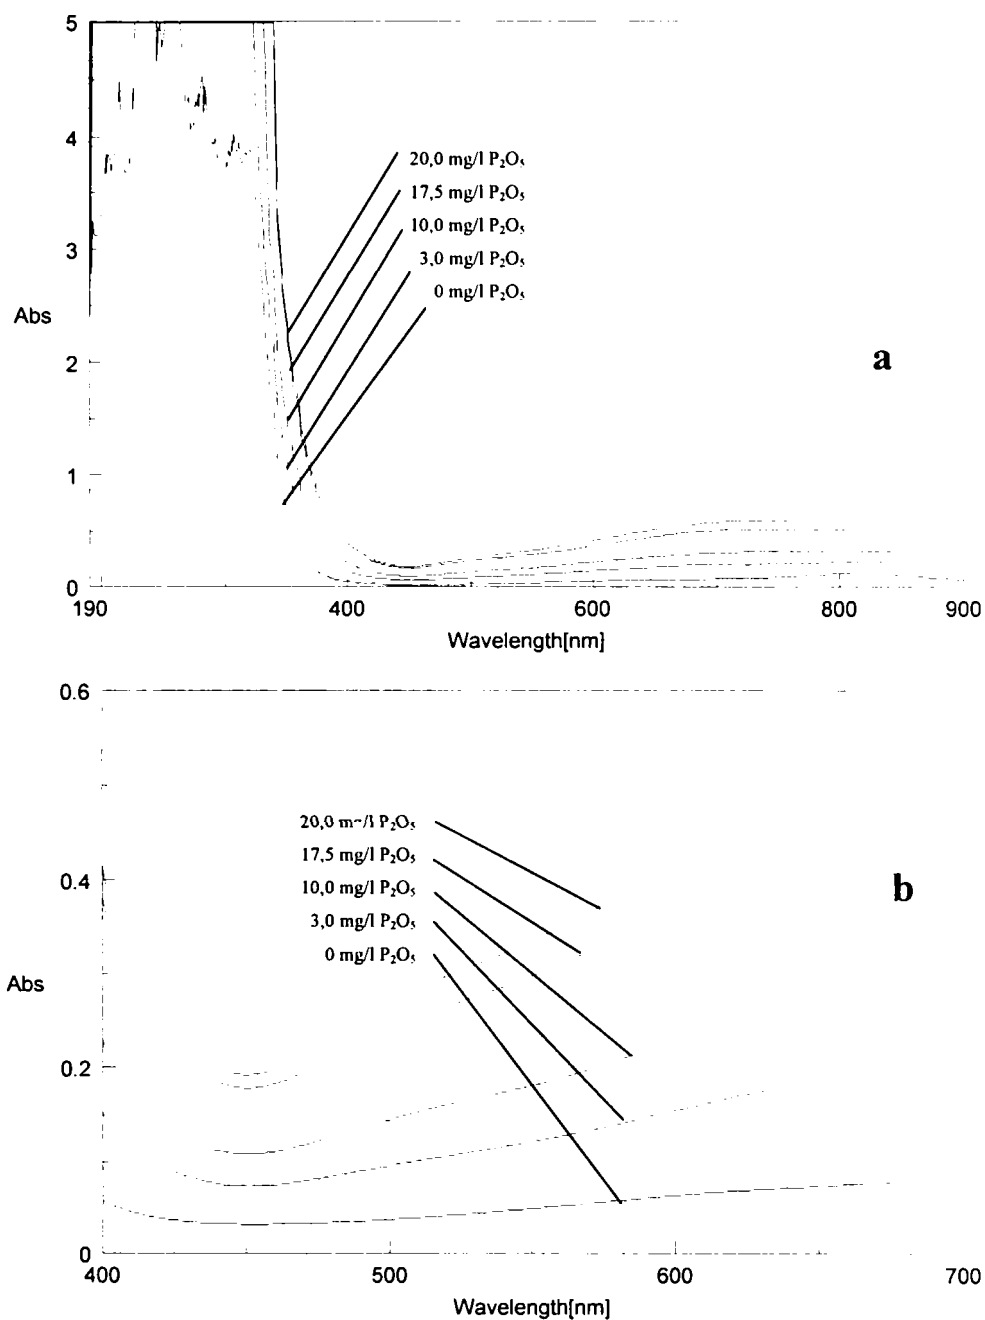 5
4
3
2
1
0
Abs
20,0 mg/l P₂O₅
17,5 mg/l P₂O₅
10,0 mg/l P₂O₅
3,0 mg/l P₂O₅
0 mg/l P₂O₅
a
190 400 600 800 900
Wavelength[nm]
0.6
0.4
0.2
0
Abs
20,0 m~/l P₂O₅
17,5 mg/l P₂O₅
10,0 mg/l P₂O₅
3,0 mg/l P₂O₅
0 mg/l P₂O₅
b
400 500 600 700
Wavelength[nm]